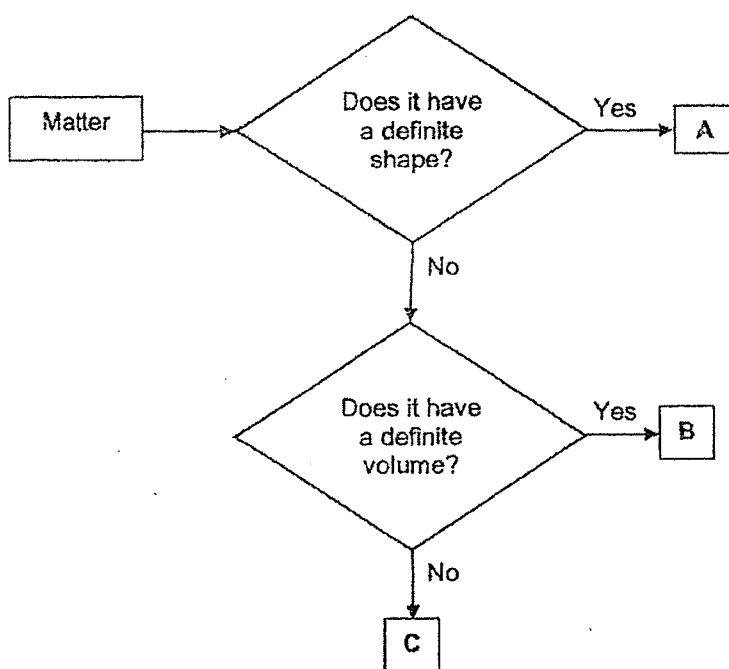 Does it have
a definite
shape?
Matter
Yes
A
No
Does it have
a definite
volume?
Yes
B
No
C